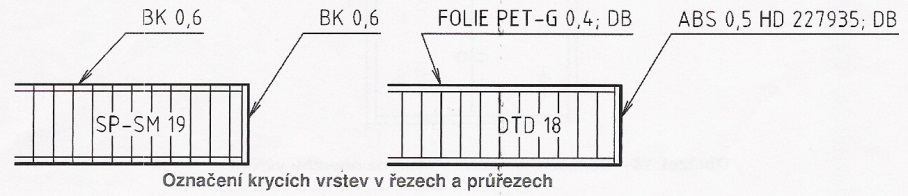 BK 0,6
BK 0,6
FOLIE PET-G 0,4; DB
ABS 0,5 HD 227935; DB
SP-SM 19
DTD 18
Označení krycích vrstev v řezech a průřezech